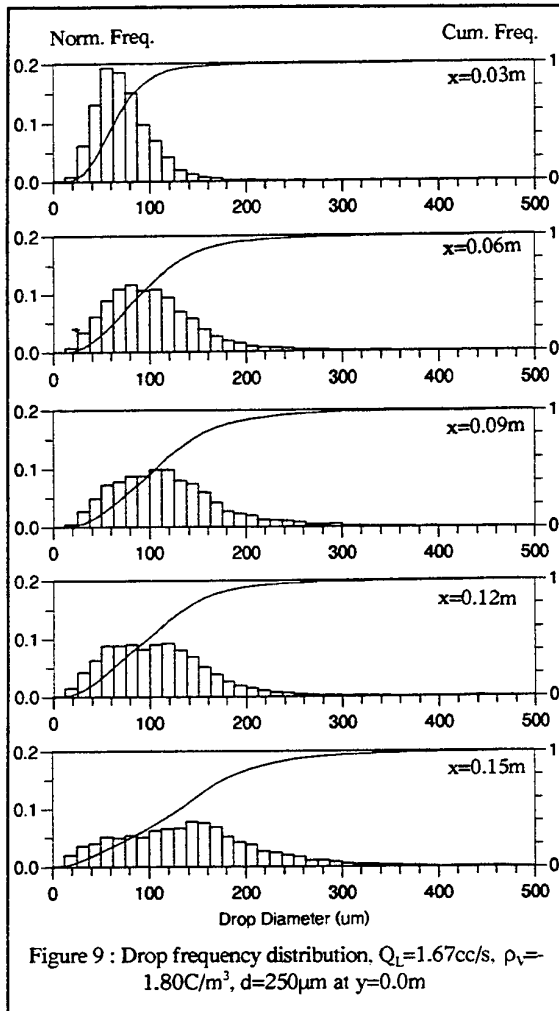 Norm. Freq. Cum. Freq.
0.2 1
x=0.03m
0.1
0.0 0
0 100 200 300 400 500
0.2 1
x=0.06m
0.1
0.0 0
0 100 200 300 400 500
0.2 1
x=0.09m
0.1
0.0 0
0 100 200 300 400 500
0.2 1
x=0.12m
0.1
0.0 0
0 100 200 300 400 500
0.2 1
x=0.15m
0.1
0.0 0
0 100 200 300 400 500
Drop Diameter (um)
Figure 9 : Drop frequency distribution, Q_L=1.67cc/s, ρ_v=-
1.80C/m³, d=250μm at y=0.0m